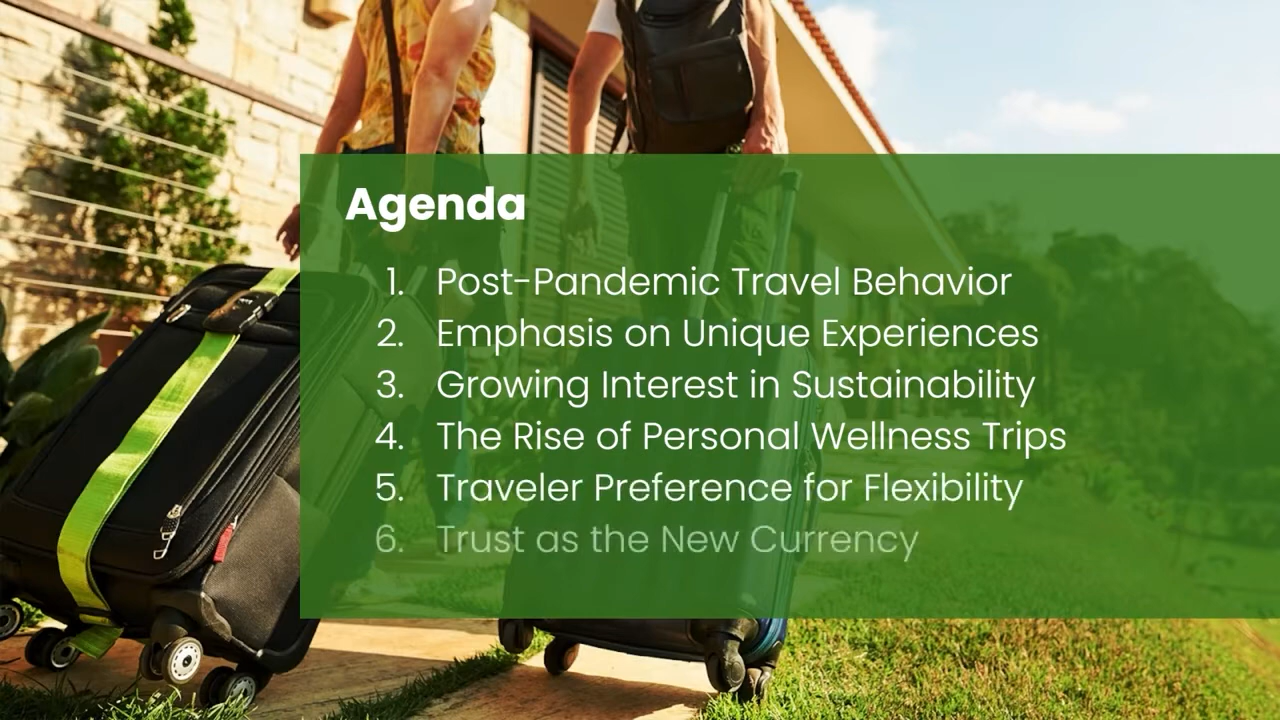 Agenda
1. Post-Pandemic Travel Behavior
2. Emphasis on Unique Experiences
3. Growing Interest in Sustainability
4. The Rise of Personal Wellness Trips
5. Traveler Preference for Flexibility
6. Trust as the New Currency